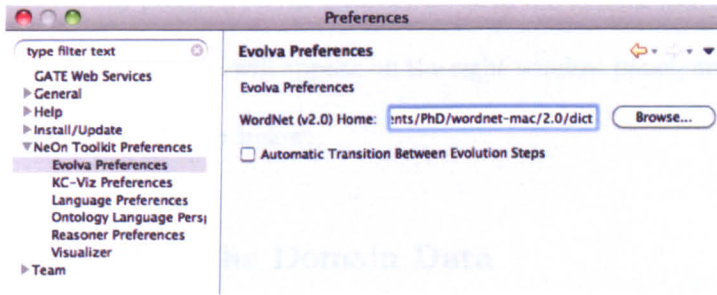 Preferences
type filter text
GATE Web Services
General
Help
Install/Update
NeOn Toolkit Preferences
Evolva Preferences
KC-Viz Preferences
Language Preferences
Ontology Language Pers
Reasoner Preferences
Visualizer
Team
Evolva Preferences
Evolva Preferences
WordNet (v2.0) Home: ents/PhD/wordnet-mac/2.0/dict Browse...
Automatic Transition Between Evolution Steps
Domain Data